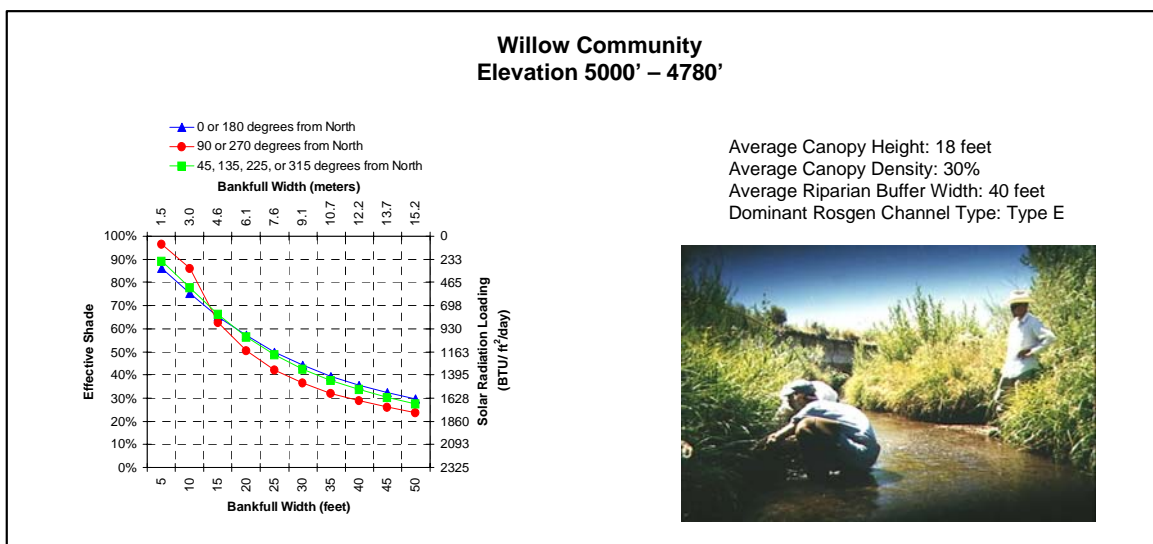 Willow Community
Elevation 5000’ – 4780’
0 or 180 degrees from North
90 or 270 degrees from North
45, 135, 225, or 315 degrees from North
Bankfull Width (meters)
1.5 3.0 4.6 6.1 7.6 9.1 10.7 12.2 13.7 15.2
Effective Shade
100%
90%
80%
70%
60%
50%
40%
30%
20%
10%
0%
0
233
465
698
930
1163
1395
1628
1860
2093
2325
Solar Radiation Loading
(BTU/ ft²/day)
5 10 15 20 25 30 35 40 45 50
Bankfull Width (feet)
Average Canopy Height: 18 feet
Average Canopy Density: 30%
Average Riparian Buffer Width: 40 feet
Dominant Rosgen Channel Type: Type E